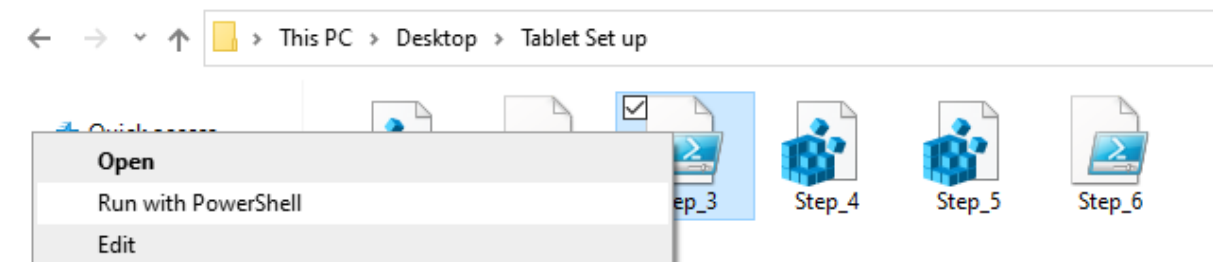 This PC > Desktop > Tablet Set up
Open
Run with PowerShell
Edit
ep_3
Step_4
Step_5
Step_6